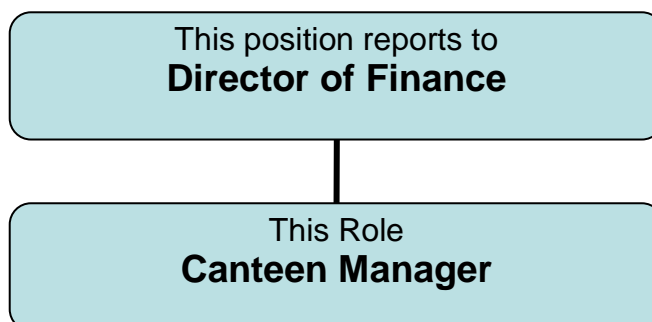 This position reports to
Director of Finance
This Role
Canteen Manager